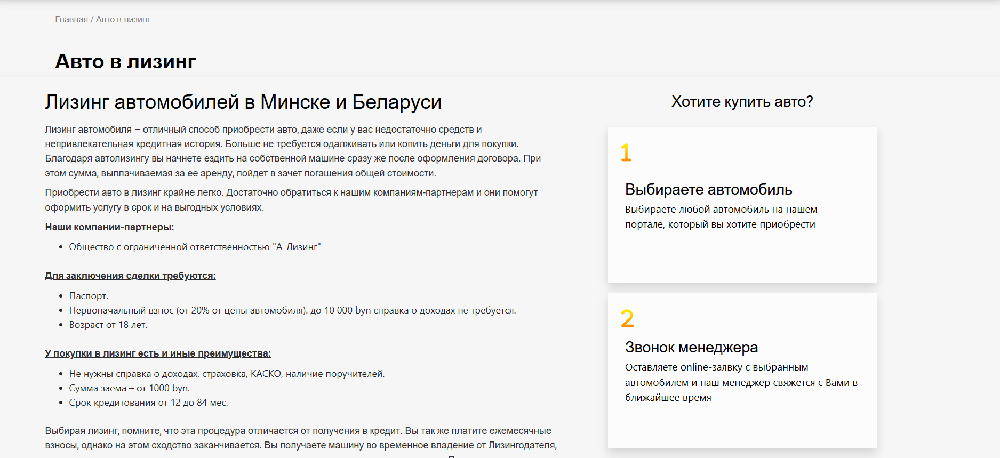 Главная / Авто в лизинг
Авто в лизинг
Лизинг автомобилей в Минске и Беларуси
Лизинг автомобиля – отличный способ приобрести авто, даже если у вас недостаточно средств и
непривлекательная кредитная история. Больше не требуется одалживать или копить деньги для покупки.
Благодаря автолизингу вы начнете ездить на собственной машине сразу же после оформления договора. При
этом сумма, выплачиваемая за ее аренду, пойдет в зачет погашения общей стоимости.
Приобрести авто в лизинг крайне легко. Достаточно обратиться к нашим компаниям-партнерам и они помогут
оформить услугу в срок и на выгодных условиях.
Наши компании-партнеры:
• Общество с ограниченной ответственностью "А-Лизинг"
Для заключения сделки требуются:
• Паспорт.
• Первоначальный взнос (от 20% от цены автомобиля). до 10 000 byn справка о доходах не требуется.
• Возраст от 18 лет.
У покупки в лизинг есть и иные преимущества:
• Не нужны справка о доходах, страховка, КАСКО, наличие поручителей.
• Сумма заема – от 1000 byn.
• Срок кредитования от 12 до 84 мес.
Выбирая лизинг, помните, что эта процедура отличается от получения в кредит. Вы так же платите ежемесячные
взносы, однако на этом сходство заканчивается. Вы получаете машину во временное владение от Лизингодателя,
Хотите купить авто?
1
Выбираете автомобиль
Выбираете любой автомобиль на нашем
портале, который вы хотите приобрести
2
Звонок менеджера
Оставляете online-заявку с выбранным
автомобилем и наш менеджер свяжется с Вами в
ближайшее время